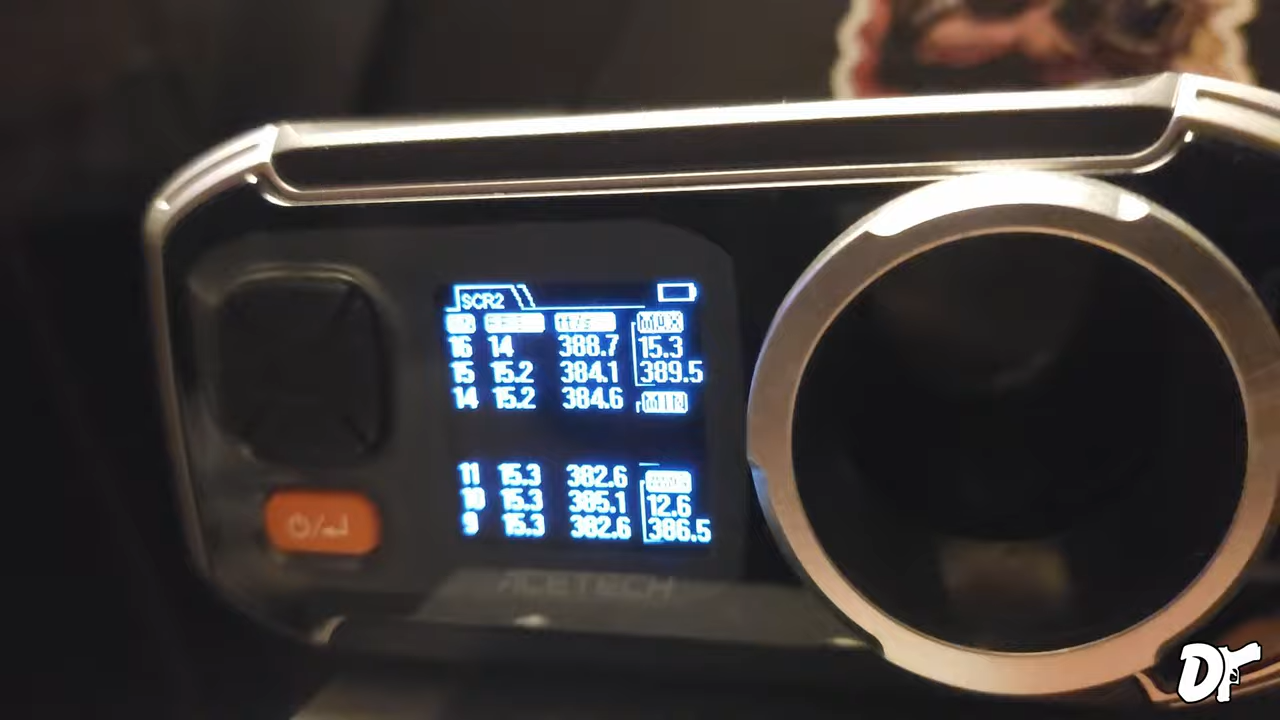 SCR2
ft/s MAX
16 14 388.7 15.3
15 15.2 384.1 389.5
14 15.2 384.6 MIN
11 15.3 382.6
10 15.3 385.1 12.6
9 15.3 382.6 386.5
ACETECH
DF